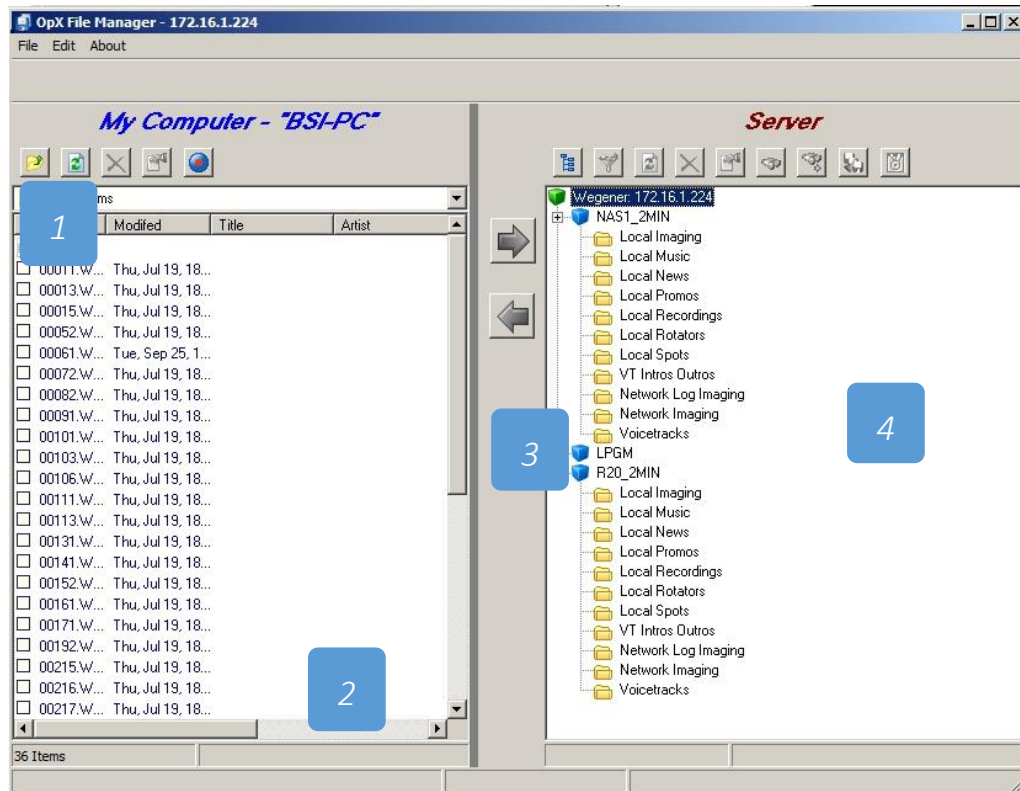 OpX File Manager - 172.16.1.224
File Edit About
My Computer - "BSI-PC"
Server
1
ms
Modifed Title Artist
00011.W... Thu, Jul 19, 18...
00013.W... Thu, Jul 19, 18...
00015.W... Thu, Jul 19, 18...
00052.W... Thu, Jul 19, 18...
00061.W... Tue, Sep 25, 1...
00072.W... Thu, Jul 19, 18...
00082.W... Thu, Jul 19, 18...
00091.W... Thu, Jul 19, 18...
00101.W... Thu, Jul 19, 18...
00103.W... Thu, Jul 19, 18...
00106.W... Thu, Jul 19, 18...
00111.W... Thu, Jul 19, 18...
00113.W... Thu, Jul 19, 18...
00131.W... Thu, Jul 19, 18...
00141.W... Thu, Jul 19, 18...
00152.W... Thu, Jul 19, 18...
00161.W... Thu, Jul 19, 18...
00171.W... Thu, Jul 19, 18...
00192.W... Thu, Jul 19, 18...
00215.W... Thu, Jul 19, 18...
00216.W... Thu, Jul 19, 18...
00217.W... Thu, Jul 19, 18...
2
36 Items
3
Wegener: 172.16.1.224
NAS1_2MIN
Local Imaging
Local Music
Local News
Local Promos
Local Recordings
Local Rotators
Local Spots
VT Intros Outros
Network Log Imaging
Network Imaging
Voicetracks
LPGM
R20_2MIN
Local Imaging
Local Music
Local News
Local Promos
Local Recordings
Local Rotators
Local Spots
VT Intros Outros
Network Log Imaging
Network Imaging
Voicetracks
4